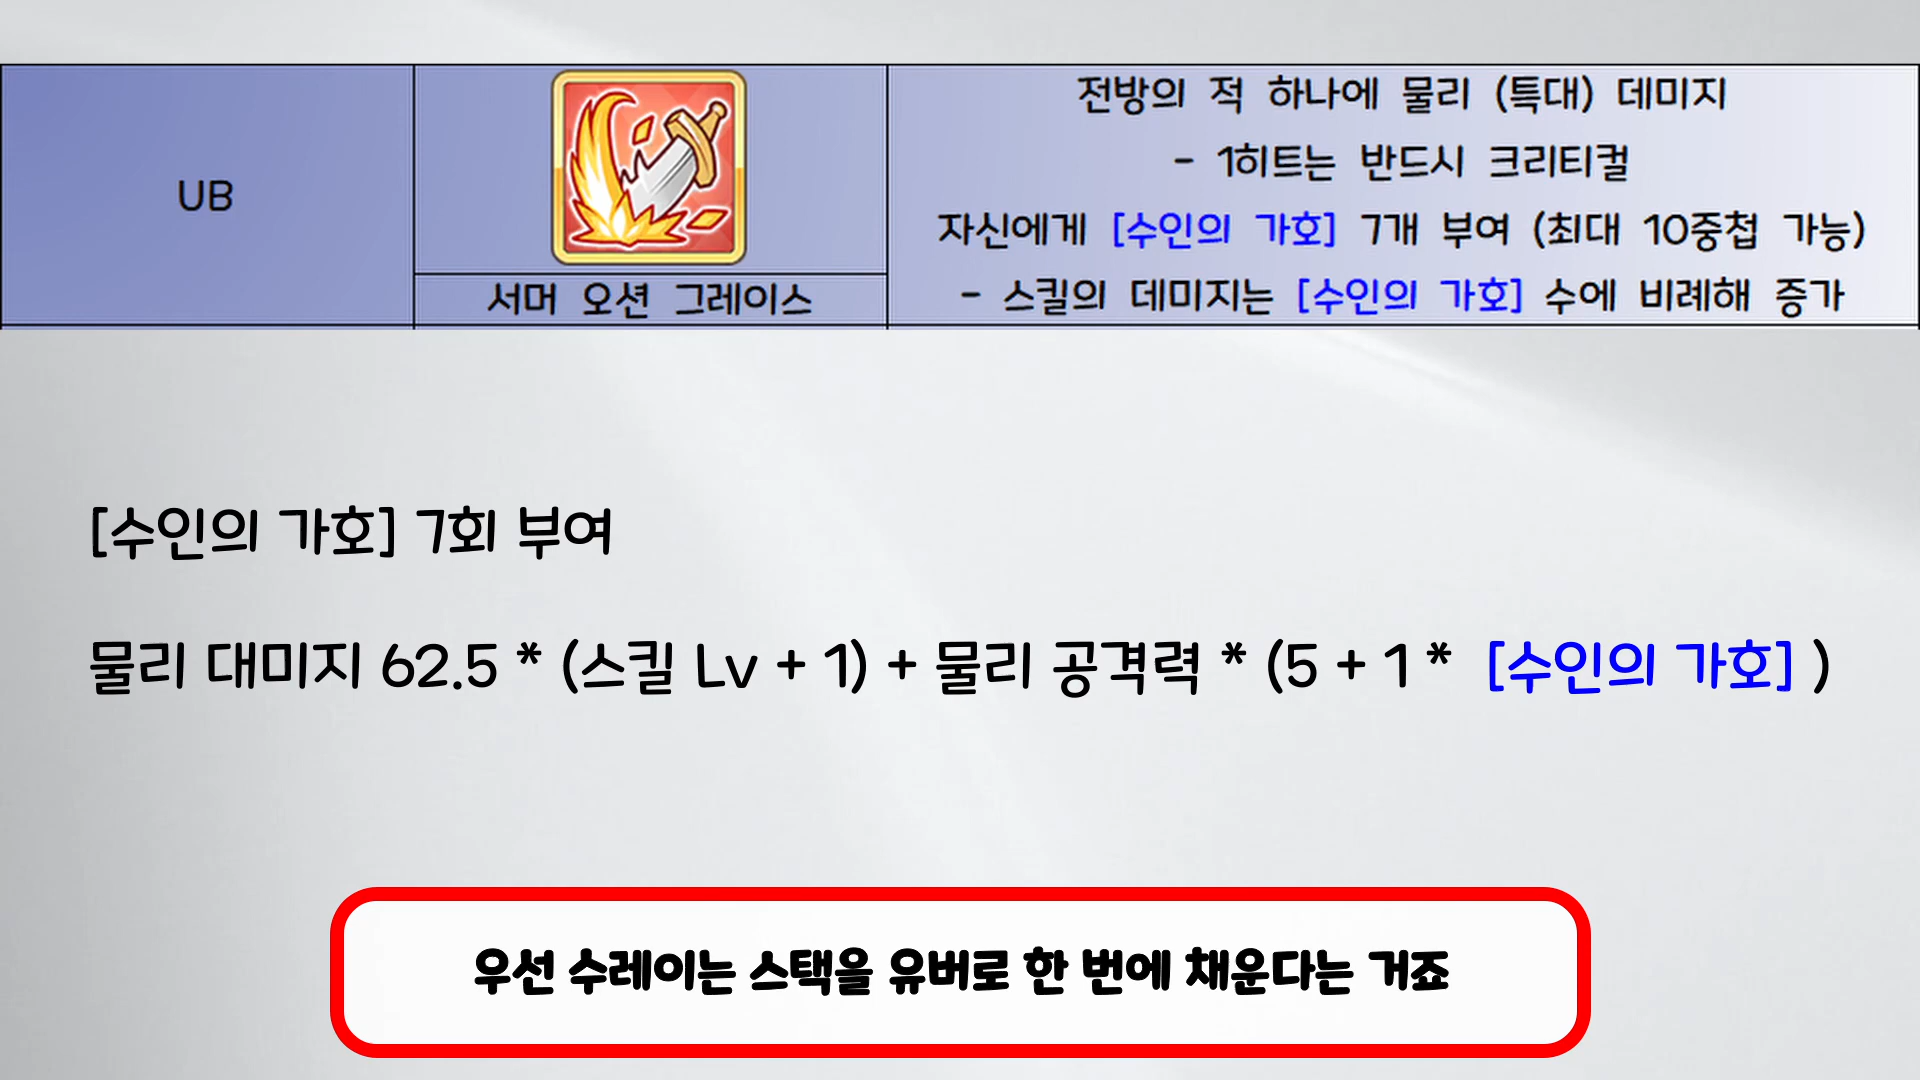 UB
서머 오션 그레이스
전방의 적 하나에 물리 (특대) 데미지
- 1히트는 반드시 크리티컬
자신에게 [수인의 가호] 7개 부여 (최대 10중첩 가능)
- 스킬의 데미지는 [수인의 가호] 수에 비례해 증가
[수인의 가호] 7회 부여
물리 대미지 62.5 * (스킬 Lv + 1) + 물리 공격력 * (5 + 1 * [수인의 가호] )
우선 수레이는 스택을 유버로 한 번에 채운다는 거죠